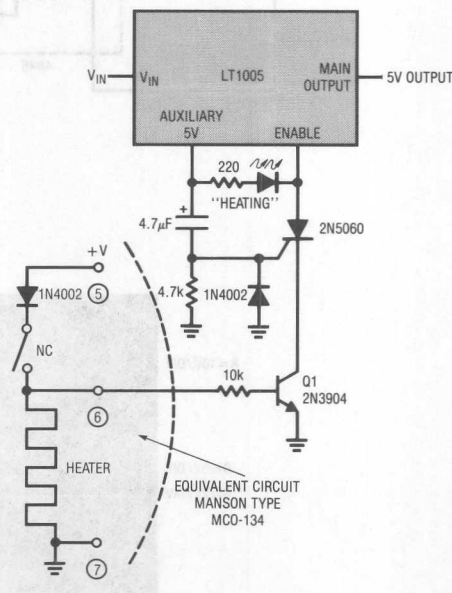 LT1005
V_IN
V_IN
MAIN
OUTPUT
5V OUTPUT
AUXILIARY
5V
ENABLE
220
"HEATING"
+
4.7µF
2N5060
4.7k
1N4002
+V
1N4002
5
NC
10k
Q1
2N3904
6
HEATER
EQUIVALENT CIRCUIT
MANSON TYPE
MCO-134
7